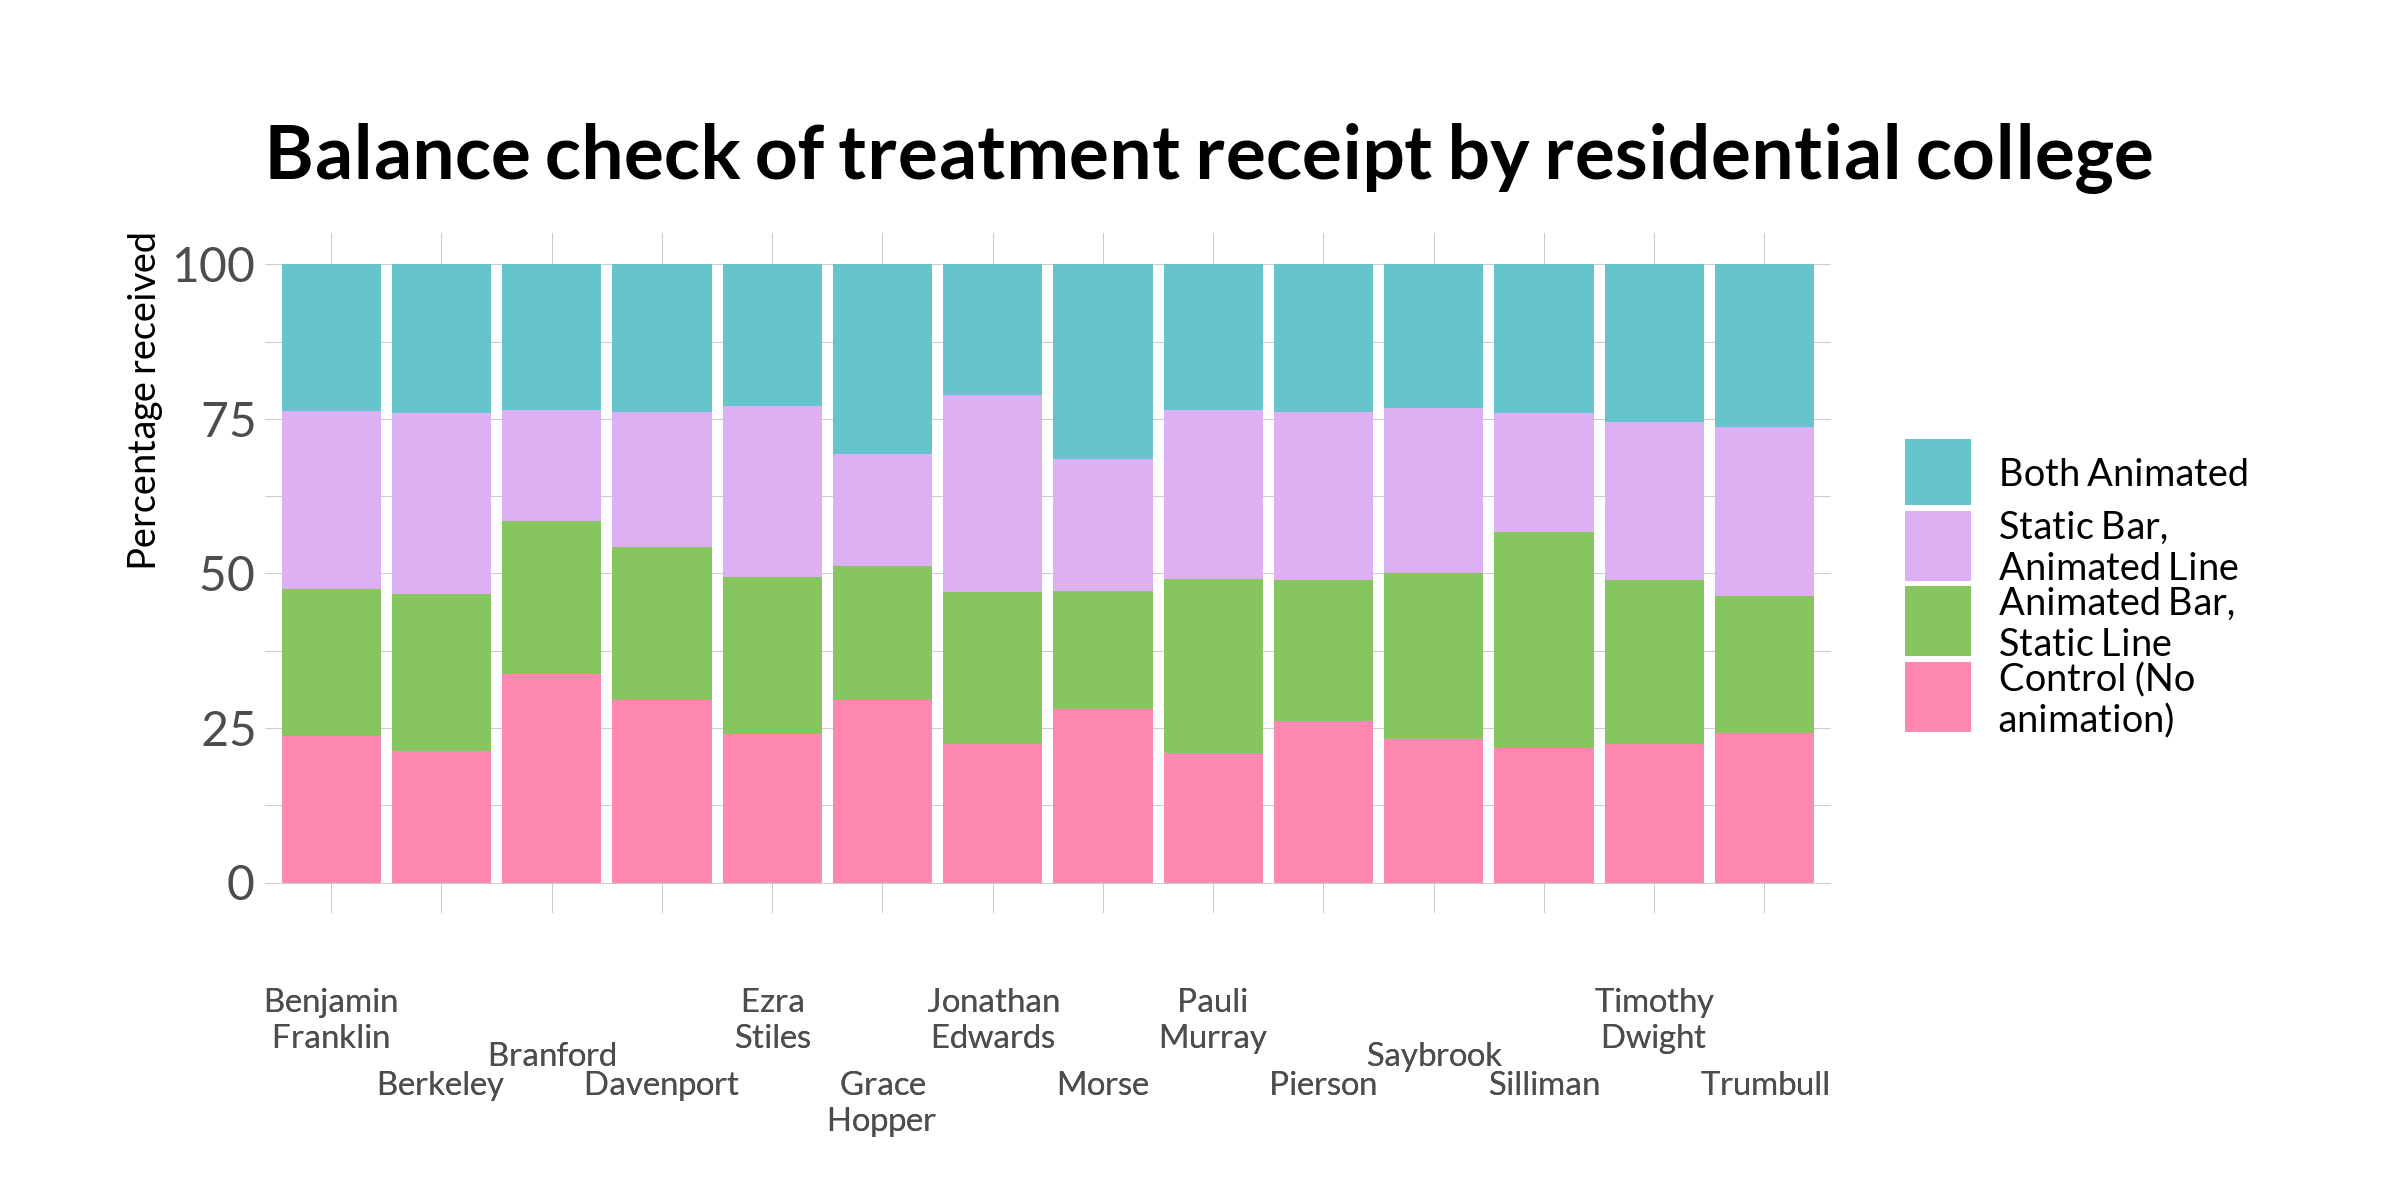 Balance check of treatment receipt by residential college
Percentage received
100
75
50
25
0
Both Animated
Static Bar,
Animated Line
Animated Bar,
Static Line
Control (No
animation)
Benjamin
Franklin
Berkeley
Branford
Davenport
Ezra
Stiles
Grace
Hopper
Jonathan
Edwards
Morse
Pauli
Murray
Pierson
Saybrook
Silliman
Timothy
Dwight
Trumbull